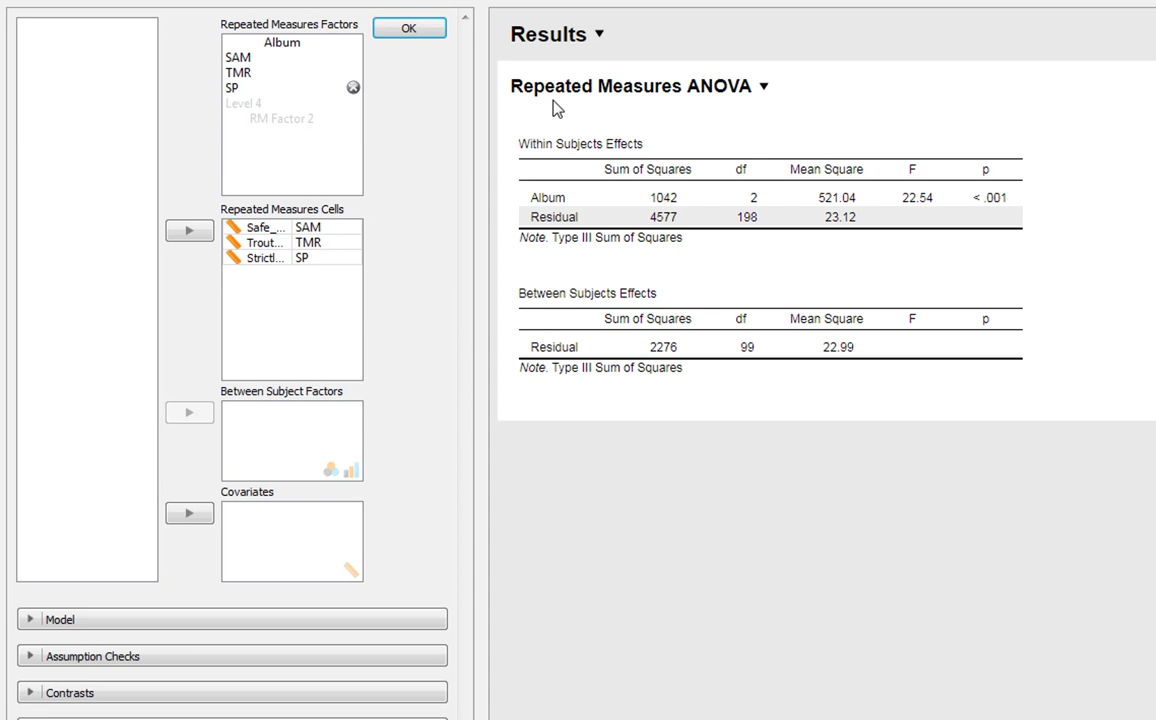 Repeated Measures Factors
OK
Album
SAM
TMR
SP
Level 4
RM Factor 2
Repeated Measures Cells
Safe_... SAM
Trout... TMR
Strictl... SP
Between Subject Factors
Covariates
Model
Assumption Checks
Contrasts
Results
Repeated Measures ANOVA
Within Subjects Effects
Sum of Squares df Mean Square F p
Album 1042 2 521.04 22.54 < .001
Residual 4577 198 23.12
Note. Type III Sum of Squares
Between Subjects Effects
Sum of Squares df Mean Square F p
Residual 2276 99 22.99
Note. Type III Sum of Squares